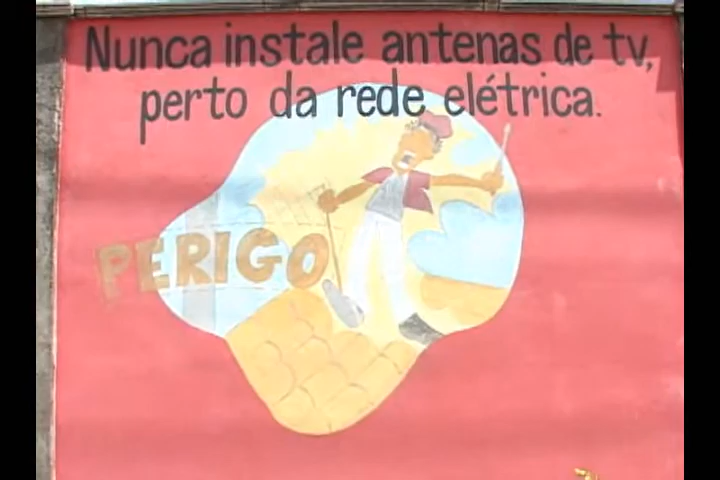 Nunca instale antenas de tv,
perto da rede elétrica.
PERIGO